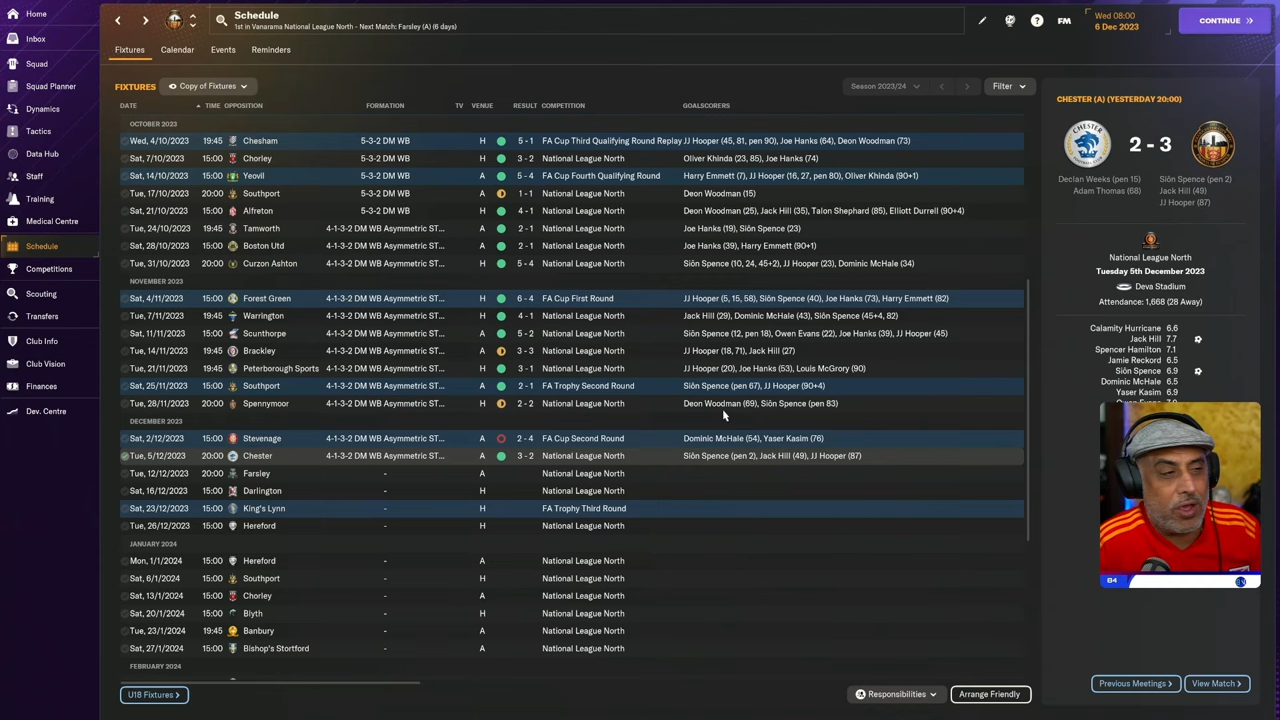 Home
Inbox
Squad
Squad Planner
Dynamics
Tactics
Data Hub
Staff
Training
Medical Centre
Schedule
Competitions
Scouting
Transfers
Club Info
Club Vision
Finances
Dev. Centre
Schedule
1st in Vanarama National League North - Next Match: Farsley (A) (6 days)
FM
Wed 08:00
6 Dec 2023
CONTINUE
Fixtures Calendar Events Reminders
FIXTURES Copy of Fixtures Season 2023/24 Filter
DATE TIME OPPOSITION FORMATION TV VENUE RESULT COMPETITION GOALSCORERS
OCTOBER 2023
Wed, 4/10/2023 19:45 Chesham 5-3-2 DM WB H 5 - 1 FA Cup Third Qualifying Round Replay JJ Hooper (45, 81, pen 90), Joe Hanks (64), Deon Woodman (73)
Sat, 7/10/2023 15:00 Chorley 5-3-2 DM WB H 3 - 2 National League North Oliver Khinda (23, 85), Joe Hanks (74)
Sat, 14/10/2023 15:00 Yeovil 5-3-2 DM WB A 5 - 4 FA Cup Fourth Qualifying Round Harry Emmett (7), JJ Hooper (16, 27, pen 80), Oliver Khinda (90+1)
Tue, 17/10/2023 20:00 Southport 5-3-2 DM WB A 1 - 1 National League North Deon Woodman (15)
Sat, 21/10/2023 15:00 Alfreton 5-3-2 DM WB H 4 - 1 National League North Deon Woodman (25), Jack Hill (35), Talon Shephard (85), Elliott Durrell (90+4)
Tue, 24/10/2023 19:45 Tamworth 4-1-3-2 DM WB Asymmetric ST... A 2 - 1 National League North Joe Hanks (19), Siôn Spence (23)
Sat, 28/10/2023 15:00 Boston Utd 4-1-3-2 DM WB Asymmetric ST... A 2 - 1 National League North Joe Hanks (39), Harry Emmett (90+1)
Tue, 31/10/2023 20:00 Curzon Ashton 4-1-3-2 DM WB Asymmetric ST... H 5 - 4 National League North Siôn Spence (10, 24, 45+2), JJ Hooper (23), Dominic McHale (34)
NOVEMBER 2023
Sat, 4/11/2023 15:00 Forest Green 4-1-3-2 DM WB Asymmetric ST... H 6 - 4 FA Cup First Round JJ Hooper (5, 15, 58), Siôn Spence (40), Joe Hanks (73), Harry Emmett (82)
Tue, 7/11/2023 19:45 Warrington 4-1-3-2 DM WB Asymmetric ST... H 4 - 1 National League North Jack Hill (29), Dominic McHale (43), Siôn Spence (45+4, 82)
Sat, 11/11/2023 15:00 Scunthorpe 4-1-3-2 DM WB Asymmetric ST... A 5 - 2 National League North Siôn Spence (12, pen 18), Owen Evans (22), Joe Hanks (39), JJ Hooper (45)
Tue, 14/11/2023 19:45 Brackley 4-1-3-2 DM WB Asymmetric ST... A 3 - 3 National League North JJ Hooper (18, 71), Jack Hill (27)
Tue, 21/11/2023 19:45 Peterborough Sports 4-1-3-2 DM WB Asymmetric ST... H 3 - 1 National League North JJ Hooper (20), Joe Hanks (53), Louis McGrory (90)
Sat, 25/11/2023 15:00 Southport 4-1-3-2 DM WB Asymmetric ST... A 2 - 1 FA Trophy Second Round Siôn Spence (pen 67), JJ Hooper (90+4)
Tue, 28/11/2023 20:00 Spennymoor 4-1-3-2 DM WB Asymmetric ST... H 2 - 2 National League North Deon Woodman (69), Siôn Spence (pen 83)
DECEMBER 2023
Sat, 2/12/2023 15:00 Stevenage 4-1-3-2 DM WB Asymmetric ST... A 2 - 4 FA Cup Second Round Dominic McHale (54), Yaser Kasim (76)
Tue, 5/12/2023 20:00 Chester 4-1-3-2 DM WB Asymmetric ST... A 3 - 2 National League North Siôn Spence (pen 2), Jack Hill (49), JJ Hooper (87)
Tue, 12/12/2023 20:00 Farsley - A National League North
Sat, 16/12/2023 15:00 Darlington - H National League North
Sat, 23/12/2023 15:00 King's Lynn - H FA Trophy Third Round
Tue, 26/12/2023 15:00 Hereford - H National League North
JANUARY 2024
Mon, 1/1/2024 15:00 Hereford - A National League North
Sat, 6/1/2024 15:00 Southport - H National League North
Sat, 13/1/2024 15:00 Chorley - A National League North
Sat, 20/1/2024 15:00 Blyth - H National League North
Tue, 23/1/2024 19:45 Banbury - A National League North
Sat, 27/1/2024 15:00 Bishop's Stortford - A National League North
FEBRUARY 2024
U18 Fixtures Responsibilities Arrange Friendly
CHESTER (A) (YESTERDAY 20:00)
2 - 3
Declan Weeks (pen 15) Siôn Spence (pen 2)
Adam Thomas (68) Jack Hill (49)
JJ Hooper (87)
National League North
Tuesday 5th December 2023
Deva Stadium
Attendance: 1,668 (28 Away)
Calamity Hurricane 6.6
Jack Hill 7.7
Spencer Hamilton 7.1
Jamie Reckord 6.5
Siôn Spence 6.9
Dominic McHale 6.5
Yaser Kasim 6.9
Previous Meetings View Match